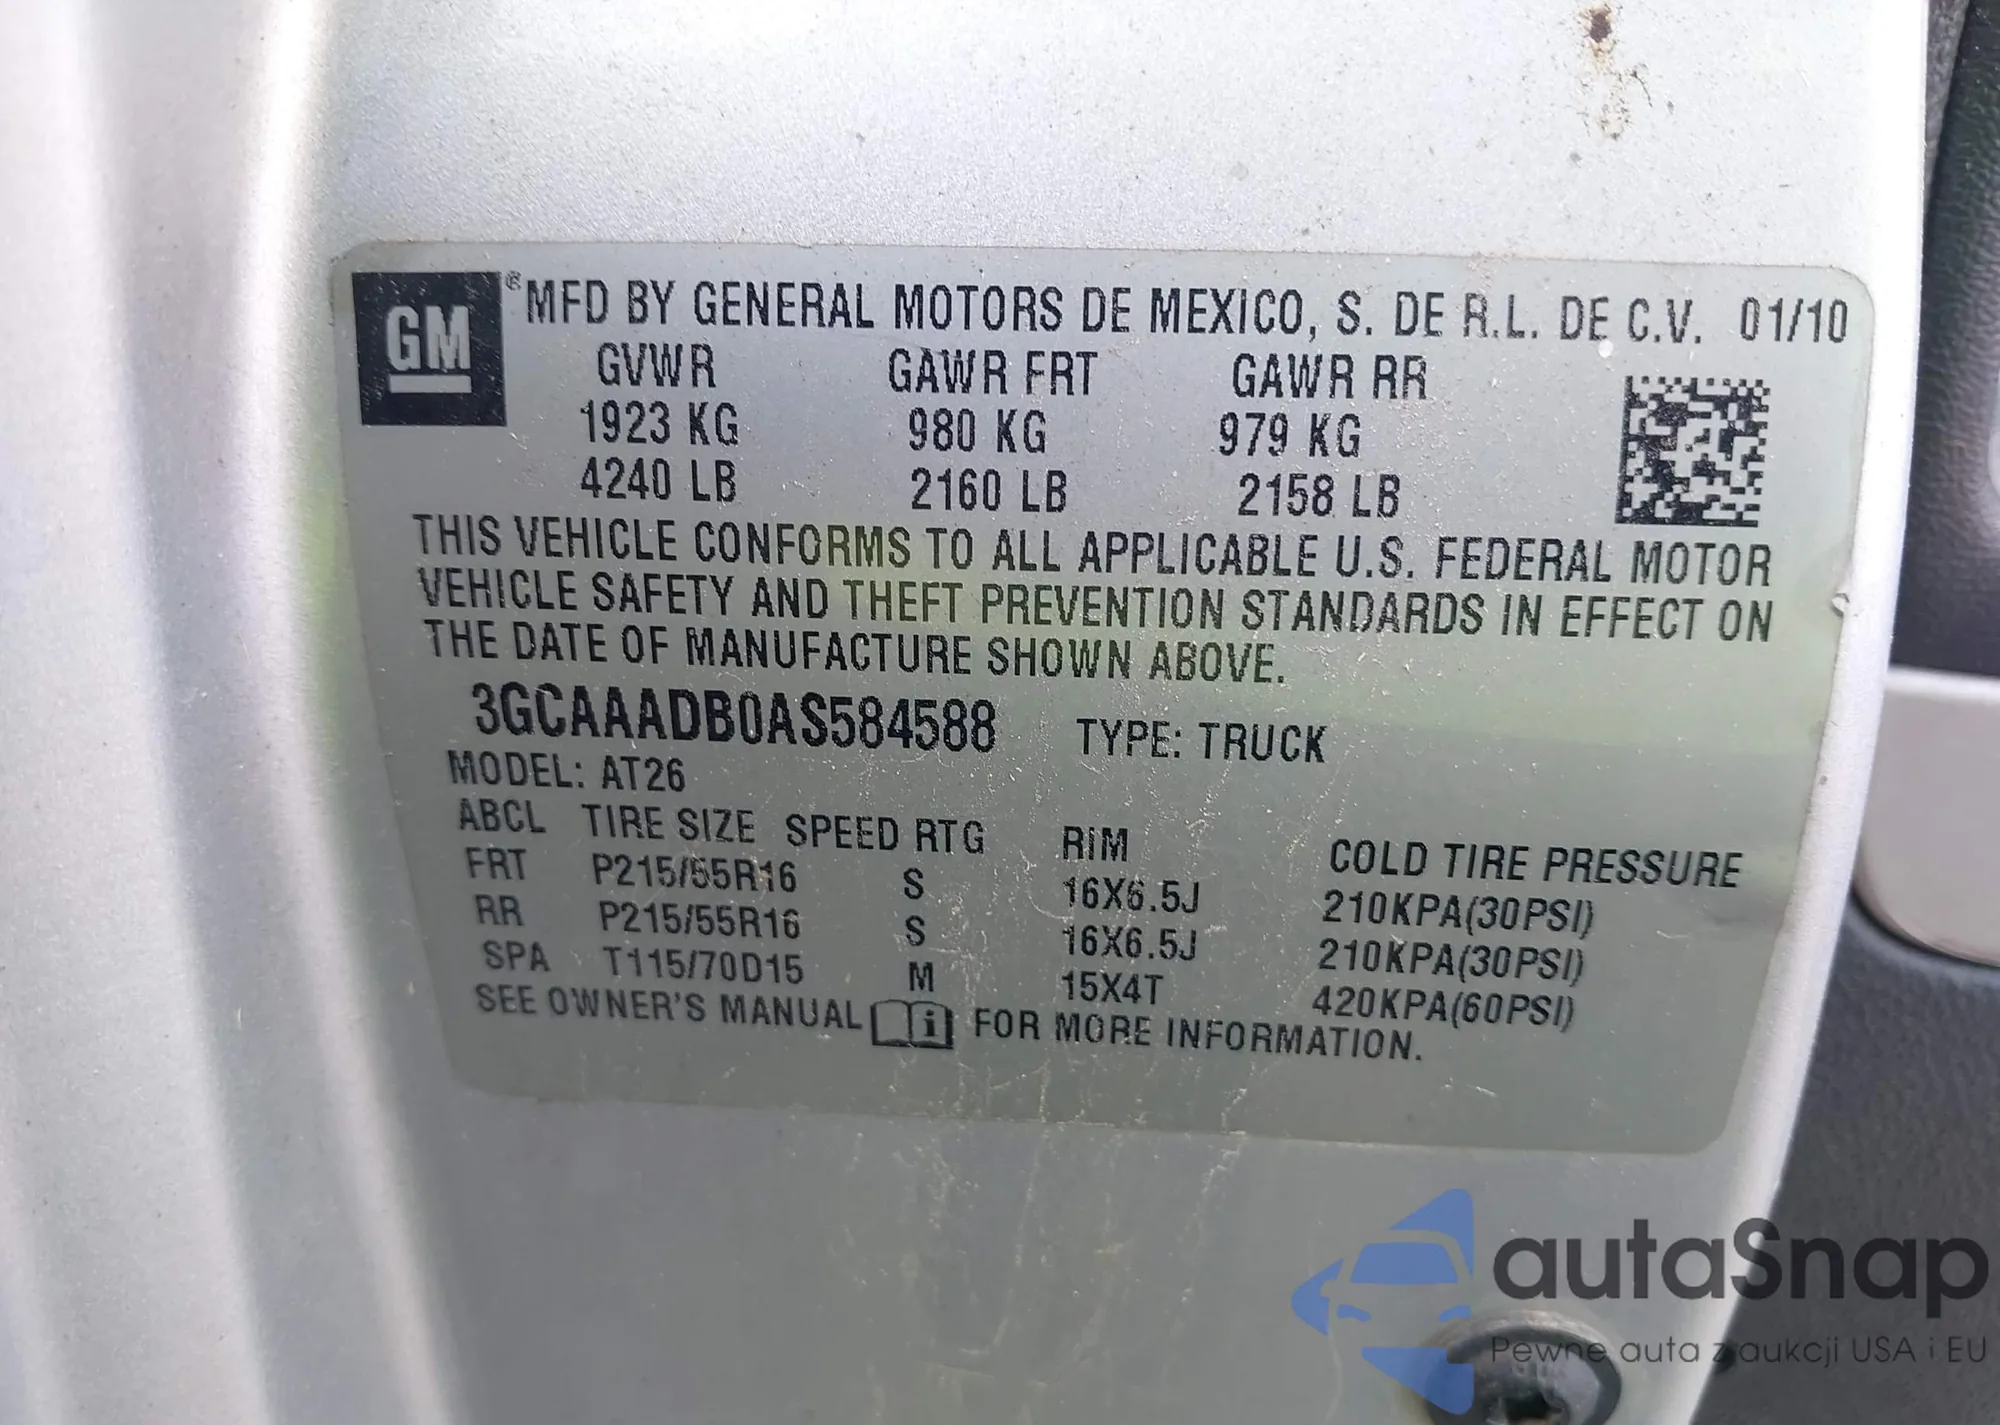 GM ® MFD BY GENERAL MOTORS DE MEXICO, S. DE R.L. DE C.V. 01/10
GVWR GAWR FRT GAWR RR
1923 KG 980 KG 979 KG
4240 LB 2160 LB 2158 LB
THIS VEHICLE CONFORMS TO ALL APPLICABLE U.S. FEDERAL MOTOR
VEHICLE SAFETY AND THEFT PREVENTION STANDARDS IN EFFECT ON
THE DATE OF MANUFACTURE SHOWN ABOVE.
3GCAAADB0AS584588 TYPE: TRUCK
MODEL: AT26
ABCL TIRE SIZE SPEED RTG RIM COLD TIRE PRESSURE
FRT P215/55R16 S 16X6.5J 210KPA(30PSI)
RR P215/55R16 S 16X6.5J 210KPA(30PSI)
SPA T115/70D15 M 15X4T 420KPA(60PSI)
SEE OWNER'S MANUAL i FOR MORE INFORMATION.
autaSnap
Pewne auta z aukcji USA i EU